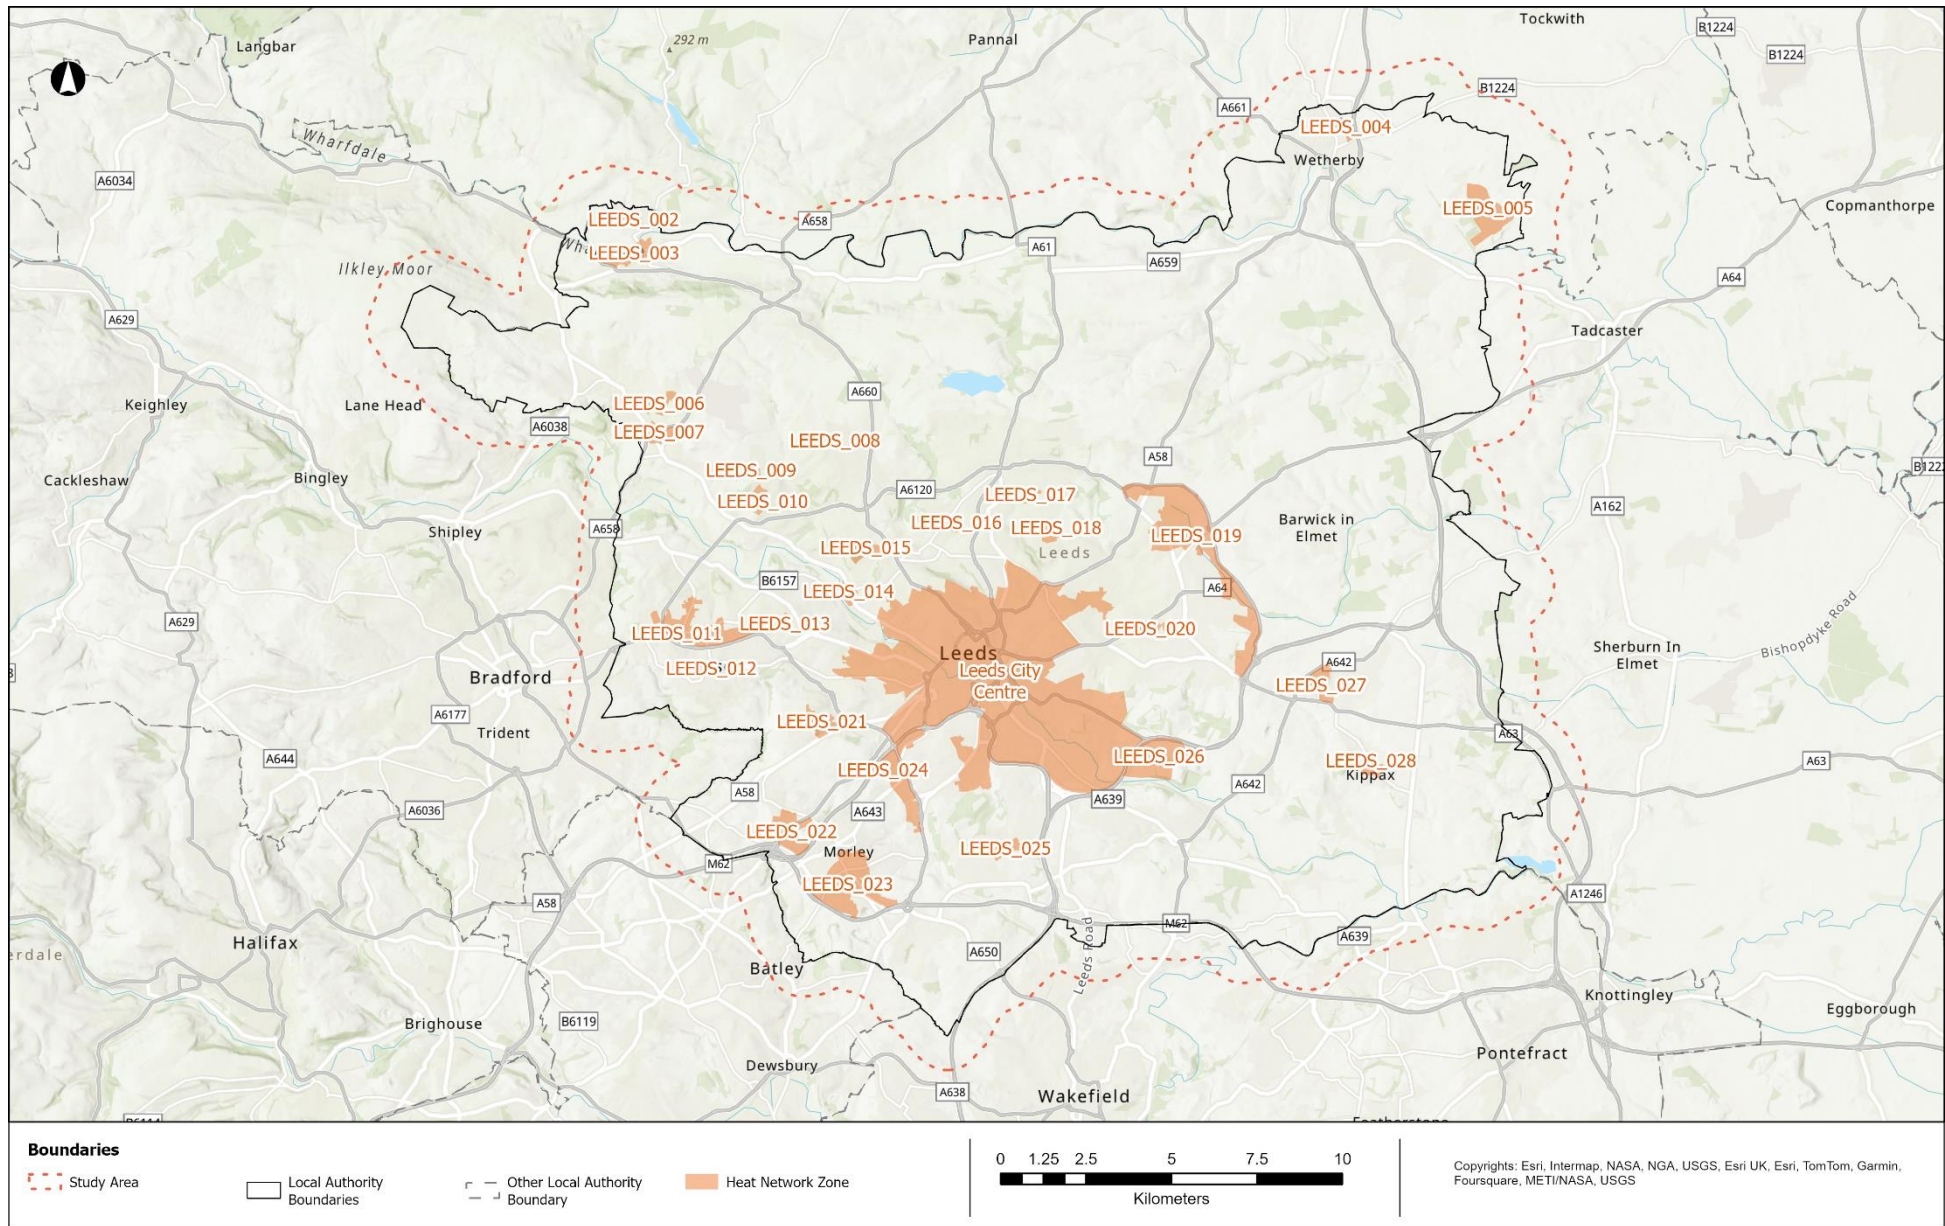 Tockwith
B1224
Langbar
292 m
Pannal
B1224
B1224
A661
LEEDS_004
Wharfdale
Wetherby
A6034
LEEDS_005
Copmanthorpe
LEEDS_002
A658
LEEDS_003
A61
A659
Ilkley Moor
A64
A629
Tadcaster
A660
Keighley
Lane Head
LEEDS_006
A6038
LEEDS_007
LEEDS_008
A58
LEEDS_009
Cackleshaw
Bingley
A6120
LEEDS_017
LEEDS_010
A162
A658
Shipley
LEEDS_016
LEEDS_018
Barwick in
Elmet
LEEDS_019
LEEDS_015
Leeds
B6157
LEEDS_014
A64
A629
LEEDS_013
LEEDS_011
LEEDS_020
Bishopdyke Road
Sherburn In
Elmet
Leeds
LEEDS_012
Leeds City
Centre
A642
LEEDS_027
Bradford
A6177
Trident
LEEDS_021
A63
A644
LEEDS_026
LEEDS_028
Kippax
A63
LEEDS_024
A642
A58
A639
A6036
A643
LEEDS_022
Morley
LEEDS_025
M62
LEEDS_023
A1246
A58
M62
A639
Halifax
erdale
A650
Leeds Road
Batley
Knottingley
Eggborough
Brighouse
B6119
Pontefract
Dewsbury
A638
Wakefield
Boundaries
Study Area
Local Authority
Boundaries
Other Local Authority
Boundary
Heat Network Zone
0 1.25 2.5 5 7.5 10
Kilometers
Copyrights: Esri, Intermap, NASA, NGA, USGS, Esri UK, Esri, TomTom, Garmin,
Foursquare, METI/NASA, USGS